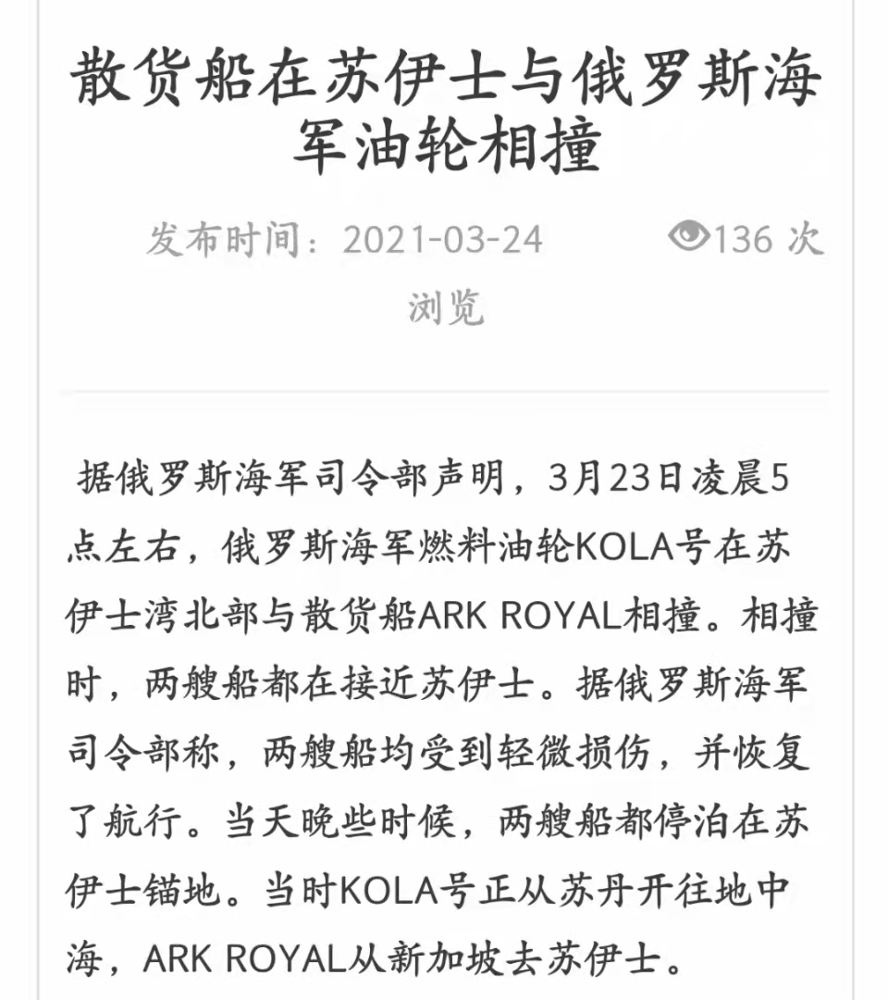 散货船在苏伊士与俄罗斯海
军油轮相撞
发布时间：2021-03-24 136 次
浏览
据俄罗斯海军司令部声明，3月23日凌晨5
点左右，俄罗斯海军燃料油轮KOLA号在苏
伊士湾北部与散货船ARK ROYAL相撞。相撞
时，两艘船都在接近苏伊士。据俄罗斯海军
司令部称，两艘船均受到轻微损伤，并恢复
了航行。当天晚些时候，两艘船都停泊在苏
伊士锚地。当时KOLA号正从苏丹开往地中
海，ARK ROYAL从新加坡去苏伊士。